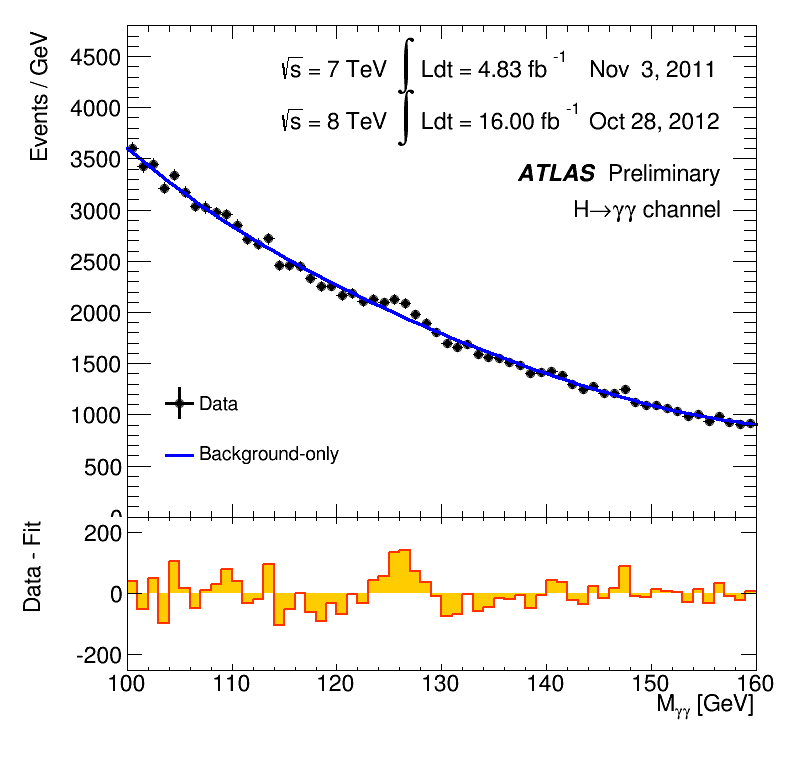 Events / GeV
4500
4000
3500
3000
2500
2000
1500
1000
500
0
√s = 7 TeV ∫ Ldt = 4.83 fb⁻¹ Nov 3, 2011
√s = 8 TeV ∫ Ldt = 16.00 fb⁻¹ Oct 28, 2012
ATLAS Preliminary
H→γγ channel
Data
Background-only
Data - Fit
200
0
-200
100 110 120 130 140 150 160
Mγγ [GeV]